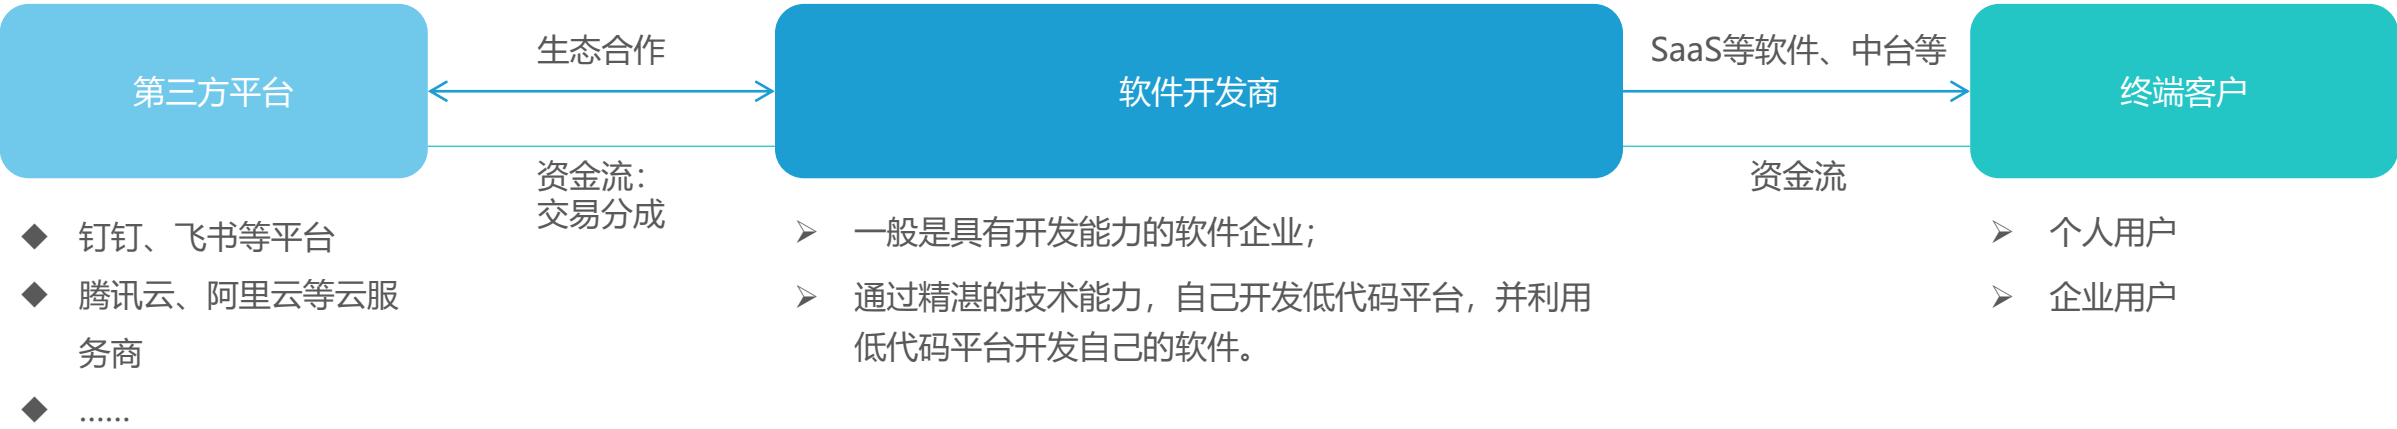 第三方平台
生态合作
资金流：
交易分成
软件开发商
SaaS等软件、中台等
资金流
终端客户
◆ 钉钉、飞书等平台
◆ 腾讯云、阿里云等云服
务商
◆ ……
➢ 一般是具有开发能力的软件企业；
➢ 通过精湛的技术能力，自己开发低代码平台，并利用
低代码平台开发自己的软件。
➢ 个人用户
➢ 企业用户